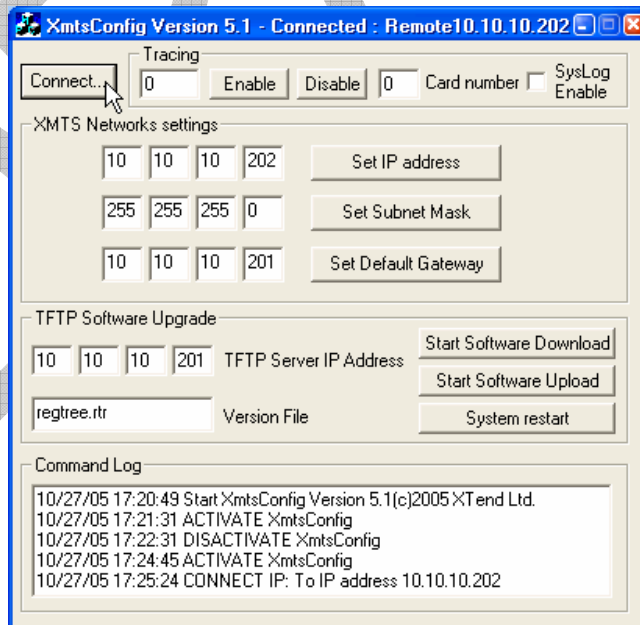 XmtsConfig Version 5.1 - Connected : Remote10.10.10.202
Tracing
Connect...
0
Enable
Disable
0
Card number
SysLog
Enable
XMTS Networks settings
10 10 10 202 Set IP address
255 255 255 0 Set Subnet Mask
10 10 10 201 Set Default Gateway
TFTP Software Upgrade
10 10 10 201 TFTP Server IP Address
Start Software Download
Start Software Upload
regtree.rtr Version File
System restart
Command Log
10/27/05 17:20:49 Start XmtsConfig Version 5.1(c)2005 XTend Ltd.
10/27/05 17:21:31 ACTIVATE XmtsConfig
10/27/05 17:22:31 DISACTIVATE XmtsConfig
10/27/05 17:24:45 ACTIVATE XmtsConfig
10/27/05 17:25:24 CONNECT IP: To IP address 10.10.10.202